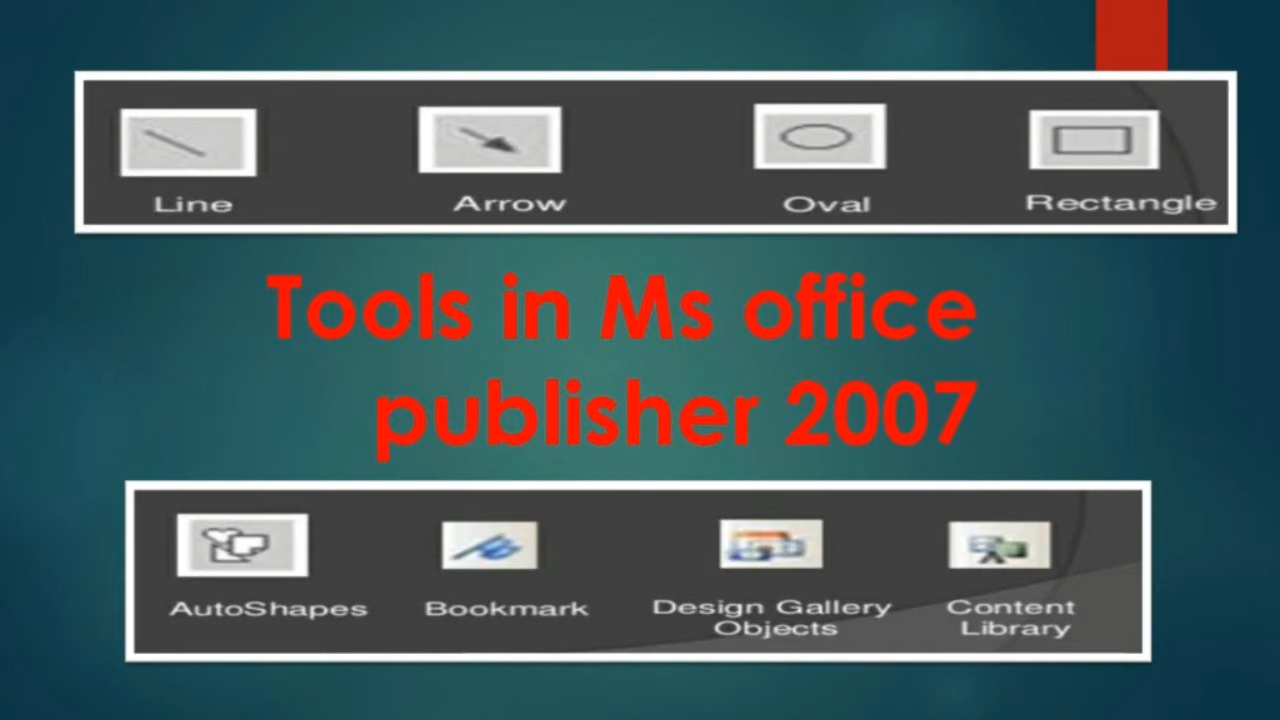 Line Arrow Oval Rectangle
Tools in Ms office
publisher 2007
AutoShapes Bookmark Design Gallery Content
Objects Library